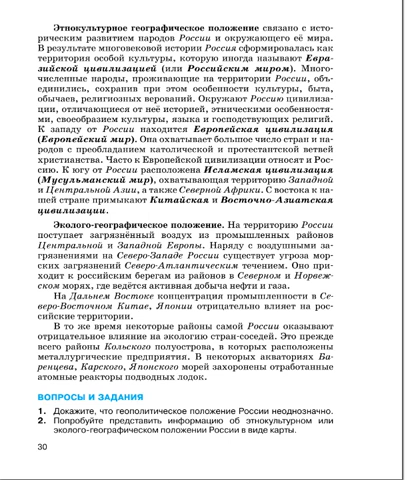 Этнокультурное географическое положение связано с исто-
рическим развитием народов России и окружающего её мира.
В результате многовековой истории Россия сформировалась как
территория особой культуры, которую иногда называют Евра-
зийской цивилизацией (или Российским миром). Много-
численные народы, проживающие на территории России, объ-
единились, сохранив при этом особенности культуры, быта,
обычаев, религиозных верований. Окружают Россию цивилиза-
ции, отличающиеся от неё историей, этническими особенностя-
ми, своеобразием культуры, языка и господствующих религий.
К западу от России находится Европейская цивилизация
(Европейский мир). Она охватывает большое число стран и на-
родов с преобладанием католической и протестантской ветвей
христианства. Часто к Европейской цивилизации относят и Рос-
сию. К югу от России расположена Исламская цивилизация
(Мусульманский мир), охватывающая территорию Западной
и Центральной Азии, а также Северной Африки. С востока к на-
шей стране примыкают Китайская и Восточно-Азиатская
цивилизации.
Эколого-географическое положение. На территорию России
поступает загрязнённый воздух из промышленных районов
Центральной и Западной Европы. Наряду с воздушными за-
грязнениями на Северо-Западе России существует угроза мор-
ских загрязнений Северо-Атлантическим течением. Оно при-
ходит к российским берегам из районов в Северном и Норвеж-
ском морях, где ведётся активная добыча нефти и газа.
На Дальнем Востоке концентрация промышленности в Се-
веро-Восточном Китае, Японии отрицательно влияет на рос-
сийские территории.
В то же время некоторые районы самой России оказывают
отрицательное влияние на экологию стран-соседей. Это прежде
всего районы Кольского полуострова, в которых расположены
металлургические предприятия. В некоторых акваториях Ба-
ренцева, Карского, Японского морей захоронены отработанные
атомные реакторы подводных лодок.
ВОПРОСЫ И ЗАДАНИЯ
1. Докажите, что геополитическое положение России неоднозначно.
2. Попробуйте представить информацию об этнокультурном или
эколого-географическом положении России в виде карты.
30